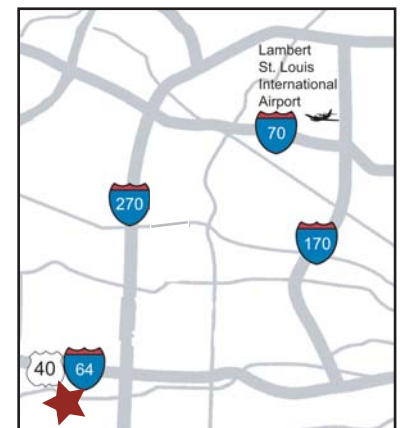 Lambert
St. Louis
International
Airport
70
270
170
40 64